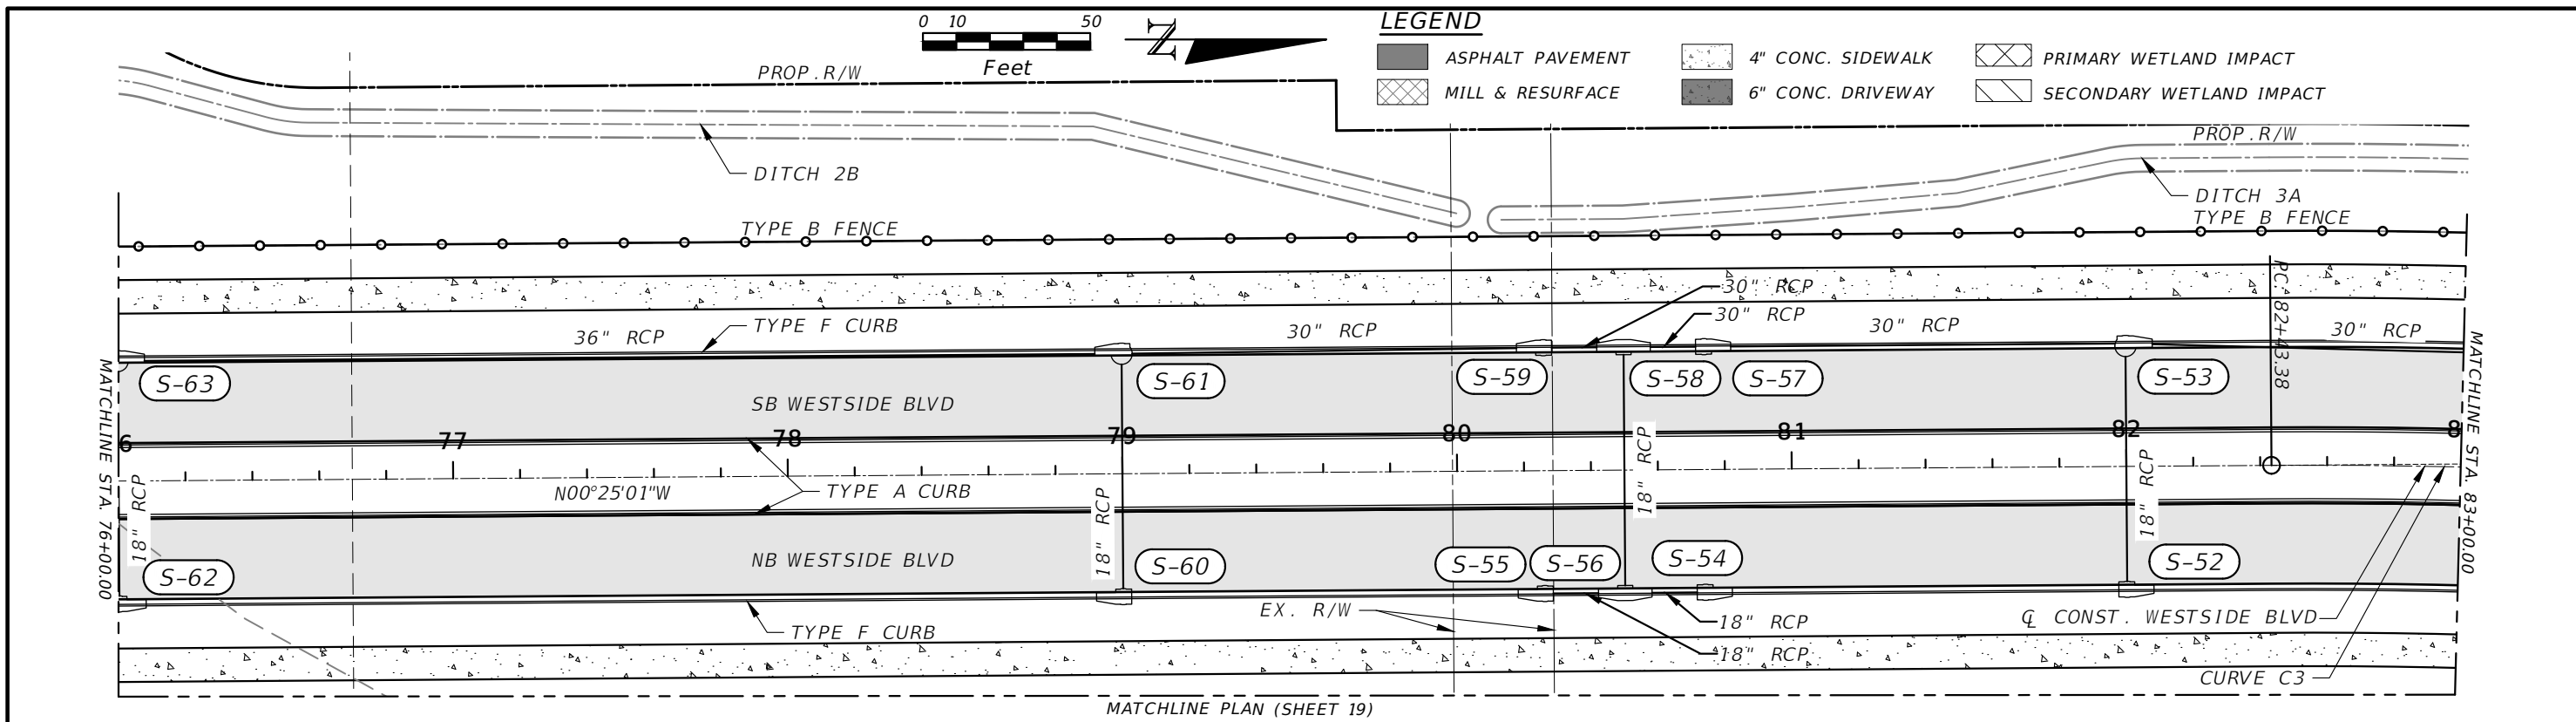 0 10 50
Feet
N
LEGEND
ASPHALT PAVEMENT
4" CONC. SIDEWALK
PRIMARY WETLAND IMPACT
MILL & RESURFACE
6" CONC. DRIVEWAY
SECONDARY WETLAND IMPACT
PROP. R/W
PROP. R/W
DITCH 2B
DITCH 3A
TYPE B FENCE
TYPE B FENCE
30" RCP
30" RCP
36" RCP
TYPE F CURB
30" RCP
30" RCP
30" RCP
PC: 82+43.38
MATCHLINE STA. 76+00.00
MATCHLINE STA. 83+00.00
S-63
S-61
S-59
S-58
S-57
S-53
SB WESTSIDE BLVD
6 77 78 79 80 81 82 8
N00°25'01"W
TYPE A CURB
18" RCP
18" RCP
18" RCP
18" RCP
NB WESTSIDE BLVD
S-62
S-60
S-55
S-56
S-54
S-52
EX. R/W
TYPE F CURB
18" RCP
18" RCP
℄ CONST. WESTSIDE BLVD
CURVE C3
MATCHLINE PLAN (SHEET 19)